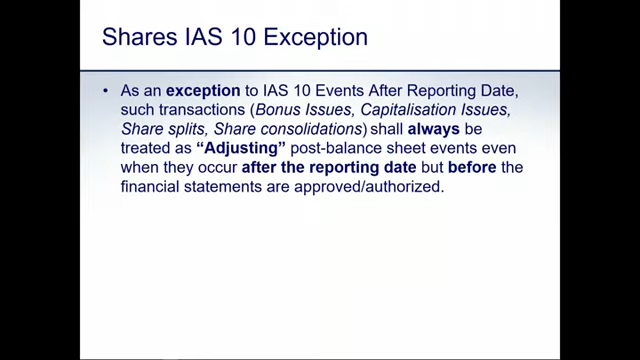 Shares IAS 10 Exception
• As an exception to IAS 10 Events After Reporting Date,
such transactions (Bonus Issues, Capitalisation Issues,
Share splits, Share consolidations) shall always be
treated as “Adjusting” post-balance sheet events even
when they occur after the reporting date but before the
financial statements are approved/authorized.